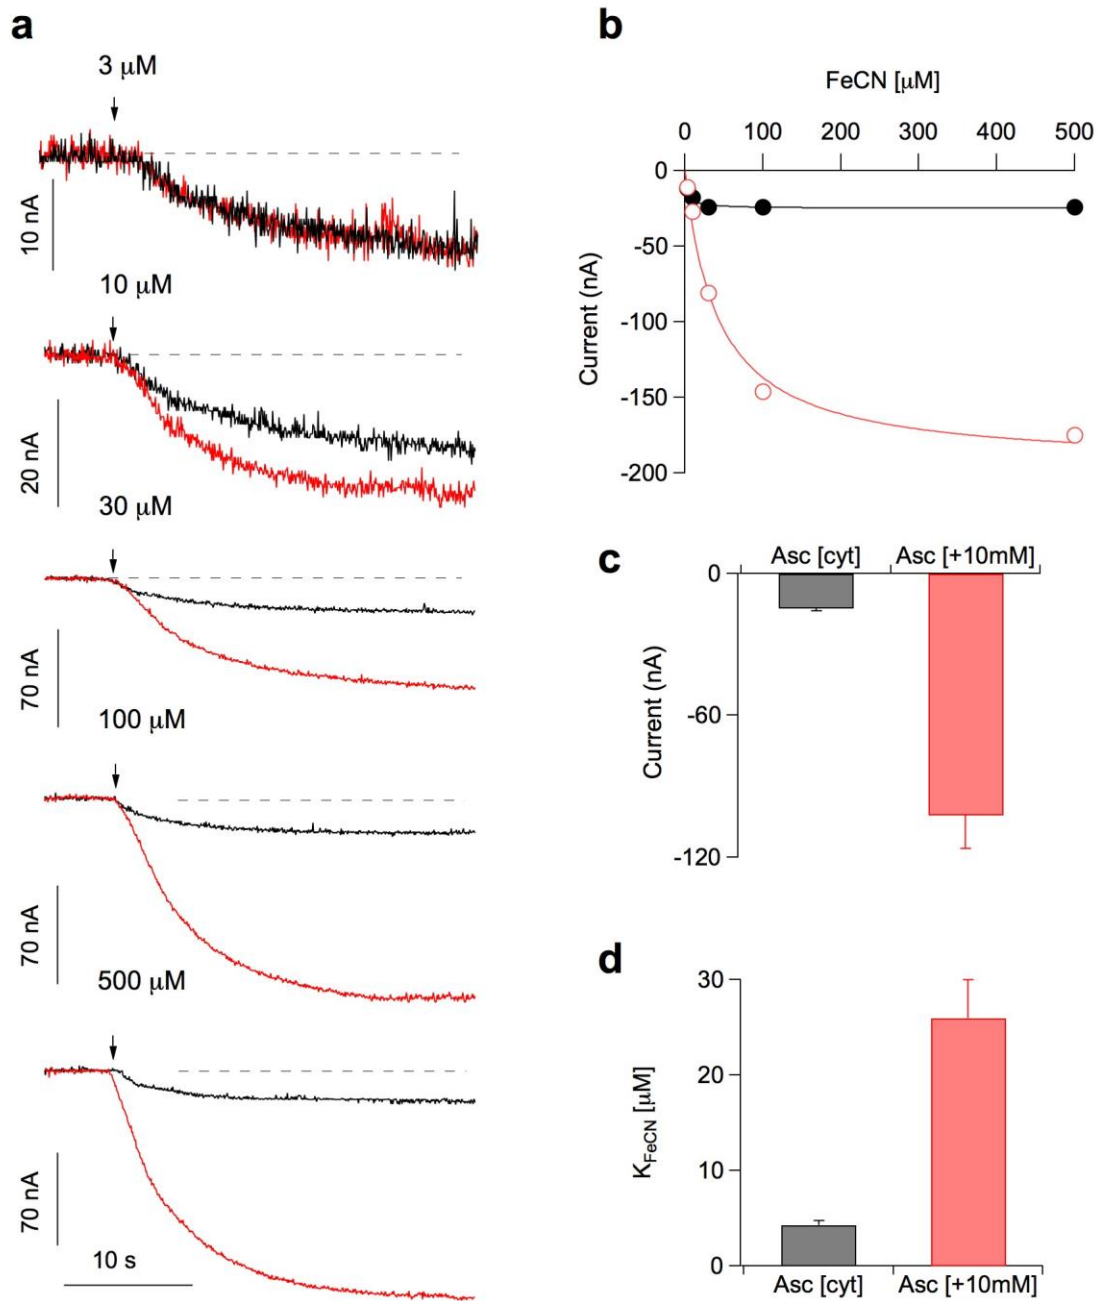 a
3 μM
10 nA
10 μM
20 nA
30 μM
70 nA
100 μM
70 nA
500 μM
70 nA
10 s
b
FeCN [μM]
0 100 200 300 400 500
0
-50
-100
-150
-200
Current (nA)
c
Asc [cyt] Asc [+10mM]
0
-60
-120
Current (nA)
d
30
20
10
0
K_FeCN [μM]
Asc [cyt] Asc [+10mM]